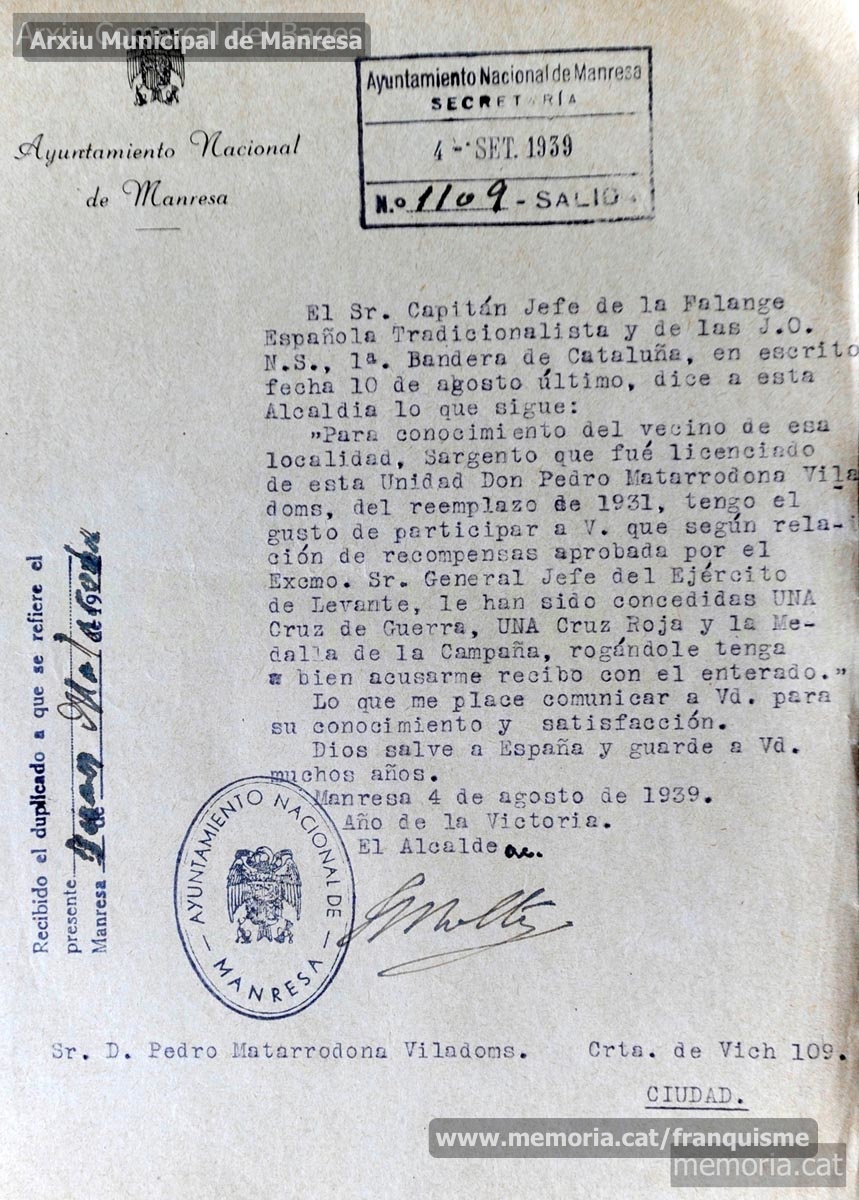 Arxiu Comarcal del Bages
Arxiu Municipal de Manresa
Ayuntamiento Nacional
de Manresa
Ayuntamiento Nacional de Manresa
SECRETARÍA
4 - SET. 1939
N.º 1109 - SALIO
El Sr. Capitán Jefe de la Falange
Española Tradicionalista y de las J.O.
N.S., 1ª. Bandera de Cataluña, en escrito
fecha 10 de agosto último, dice a esta
Alcaldia lo que sigue:
"Para conocimiento del vecino de esa
localidad, Sargento que fué licenciado
de esta Unidad Don Pedro Matarrodona Vila
doms, del reemplazo de 1931, tengo el
gusto de participar a V. que según rela-
ción de recompensas aprobada por el
Excmo. Sr. General Jefe del Ejército
de Levante, le han sido concedidas UNA
Cruz de Guerra, UNA Cruz Roja y la Me-
dalla de la Campaña, rogándole tenga
a bien acusarme recibo con el enterado."
Lo que me place comunicar a Vd. para
su conocimiento y satisfacción.
Dios salve a España y guarde a Vd.
muchos años.
Manresa 4 de agosto de 1939.
Año de la Victoria.
El Alcalde ac.
AYUNTAMIENTO NACIONAL DE
- MANRESA -
Recibido el duplicado a que se refiere el
presente
Manresa de de 19
Sr. D. Pedro Matarrodona Viladoms. Crta. de Vich 109.
CIUDAD.
www.memoria.cat/franquisme
memoria.cat